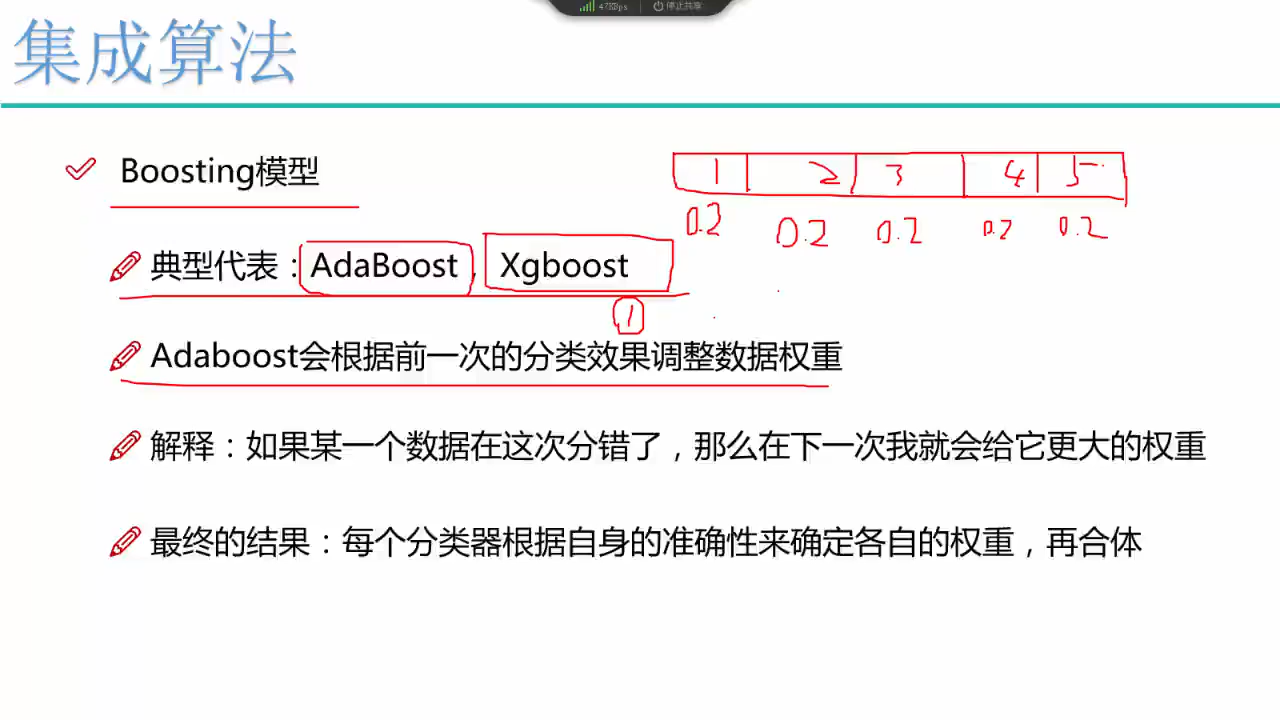 47KBps 停止共享
集成算法
Boosting模型
1 2 3 4 5
0.2 0.2 0.2 0.2 0.2
典型代表：AdaBoost，Xgboost
1
Adaboost会根据前一次的分类效果调整数据权重
解释：如果某一个数据在这次分错了，那么在下一次我就会给它更大的权重
最终的结果：每个分类器根据自身的准确性来确定各自的权重，再合体